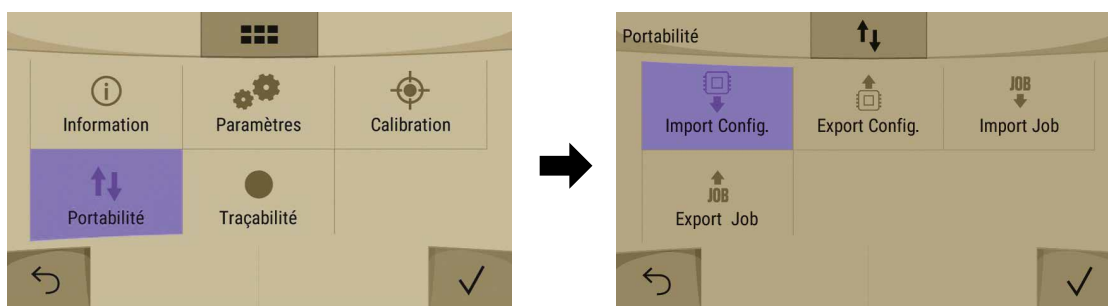 Information
Paramètres
Calibration
Portabilité
Traçabilité
Portabilité
Import Config.
Export Config.
JOB
Import Job
JOB
Export Job